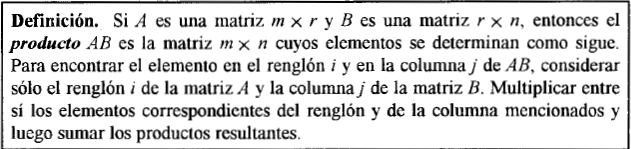 Definición. Si A es una matriz m × r y B es una matriz r × n, entonces el
producto AB es la matriz m × n cuyos elementos se determinan como sigue.
Para encontrar el elemento en el renglón i y en la columna j de AB, considerar
sólo el renglón i de la matriz A y la columna j de la matriz B. Multiplicar entre
sí los elementos correspondientes del renglón y de la columna mencionados y
luego sumar los productos resultantes.